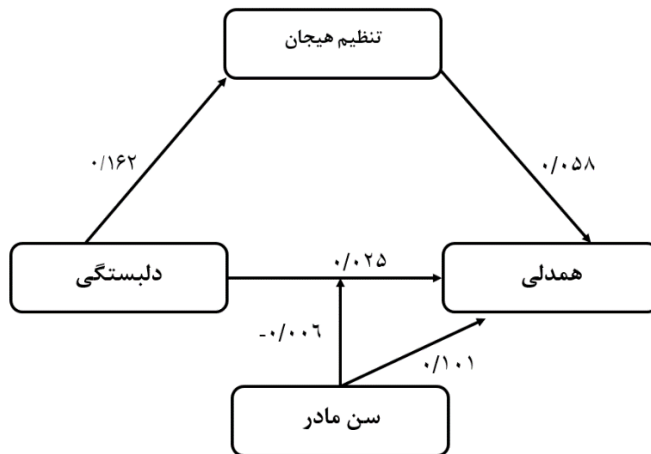 تنظیم هیجان
۰/۱۶۲
۰/۰۵۸
دلبستگی
۰/۰۲۵
همدلی
-۰/۰۰۶
۰/۱۰۱
سن مادر